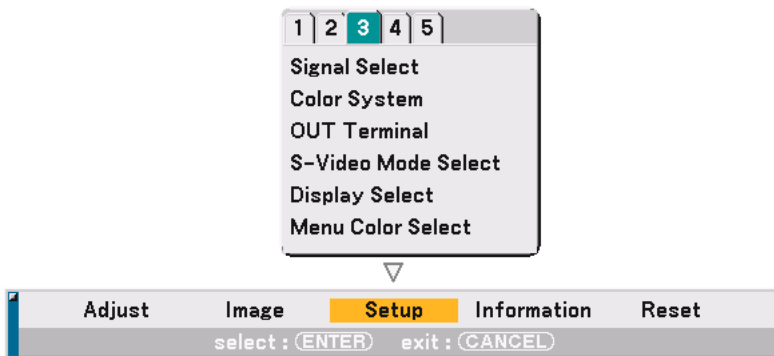 1 2 3 4 5
Signal Select
Color System
OUT Terminal
S-Video Mode Select
Display Select
Menu Color Select
Adjust Image Setup Information Reset
select : ENTER exit : CANCEL